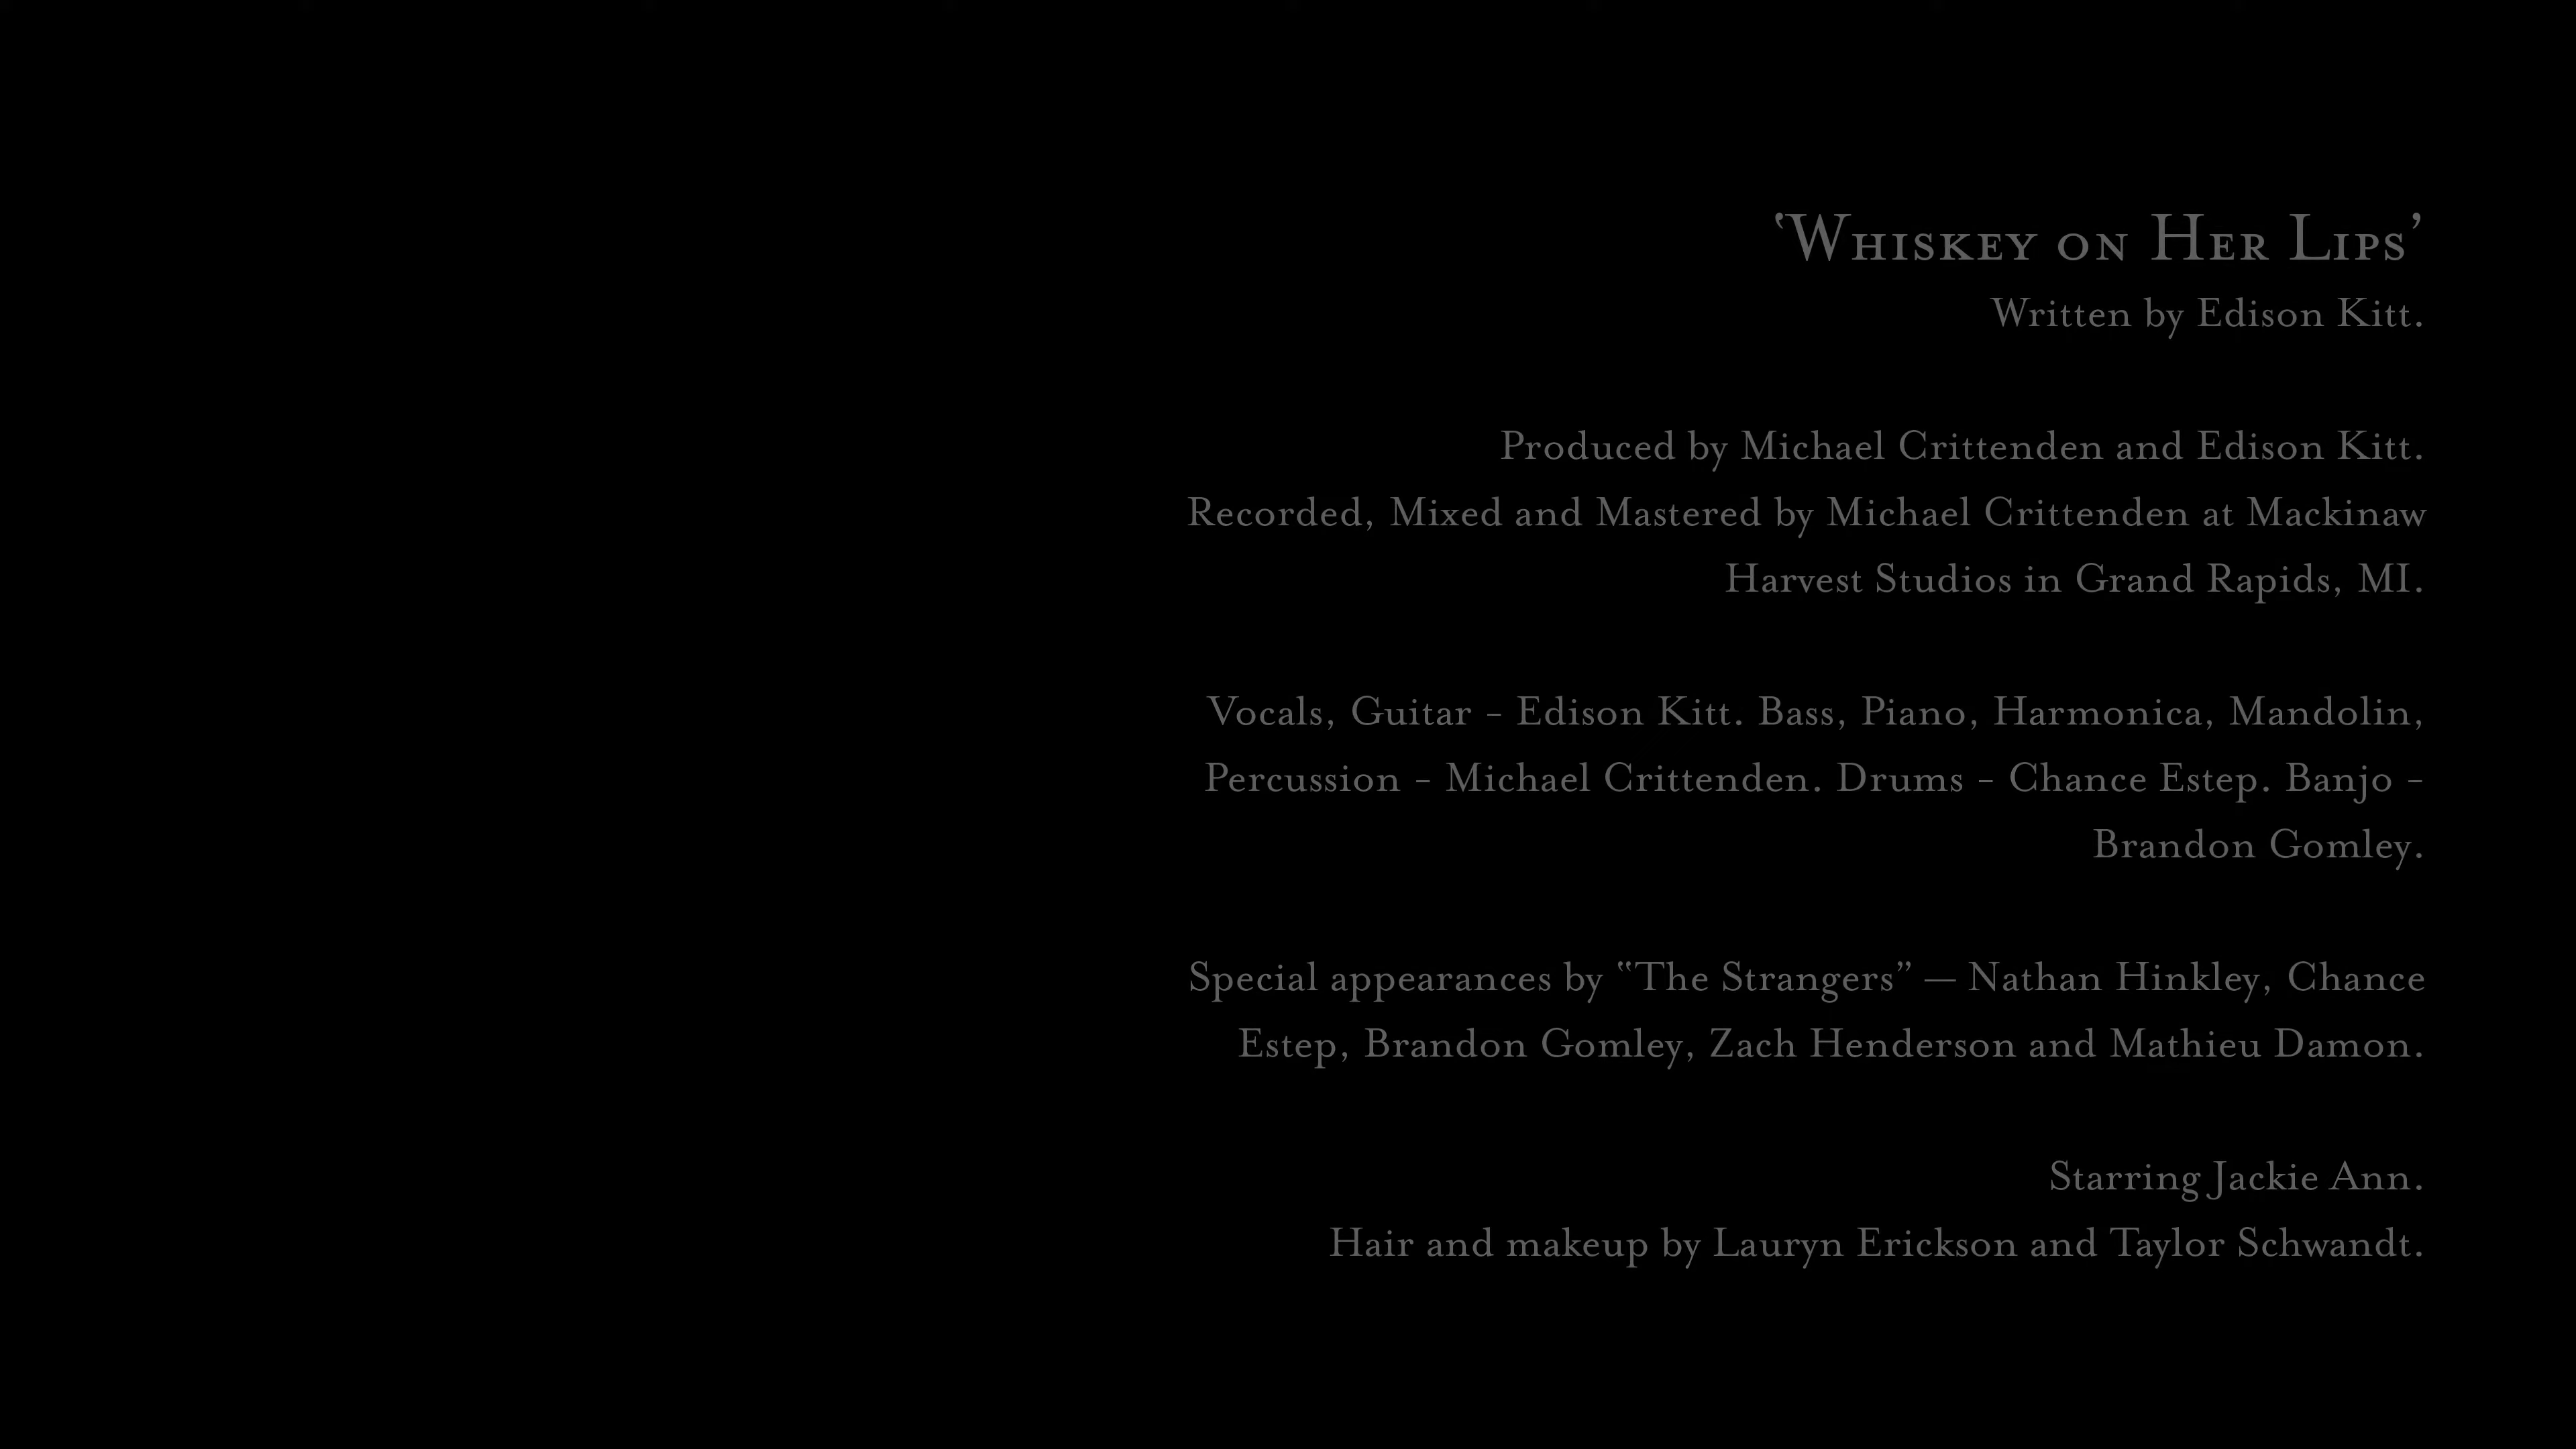 ‘Whiskey on Her Lips’
Written by Edison Kitt.
Produced by Michael Crittenden and Edison Kitt.
Recorded, Mixed and Mastered by Michael Crittenden at Mackinaw
Harvest Studios in Grand Rapids, MI.
Vocals, Guitar – Edison Kitt. Bass, Piano, Harmonica, Mandolin,
Percussion – Michael Crittenden. Drums – Chance Estep. Banjo –
Brandon Gomley.
Special appearances by “The Strangers” — Nathan Hinkley, Chance
Estep, Brandon Gomley, Zach Henderson and Mathieu Damon.
Starring Jackie Ann.
Hair and makeup by Lauryn Erickson and Taylor Schwandt.